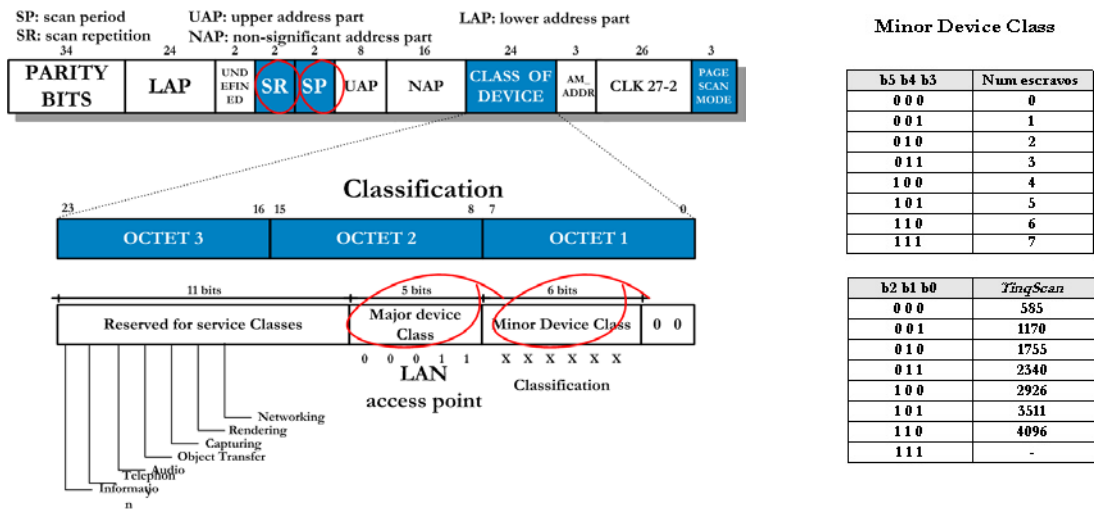 SP: scan period UAP: upper address part LAP: lower address part
SR: scan repetition NAP: non-significant address part
34 24 2 2 2 8 16 24 3 26 3
PARITY BITS LAP UND EFIN ED SR SP UAP NAP CLASS OF DEVICE AM_ ADDR CLK 27-2 PAGE SCAN MODE
Classification
23 16 15 8 7 0
OCTET 3 OCTET 2 OCTET 1
11 bits 5 bits 6 bits
Reserved for service Classes Major device Class Minor Device Class 0 0
0 0 0 1 1 X X X X X X
LAN access point Classification
Networking
Rendering
Capturing
Object Transfer
Audio
Telephon
y
Informatio
n
Minor Device Class
b5 b4 b3 Num escravos
0 0 0 0
0 0 1 1
0 1 0 2
0 1 1 3
1 0 0 4
1 0 1 5
1 1 0 6
1 1 1 7
b2 b1 b0 TinqScan
0 0 0 585
0 0 1 1170
0 1 0 1755
0 1 1 2340
1 0 0 2926
1 0 1 3511
1 1 0 4096
1 1 1 -